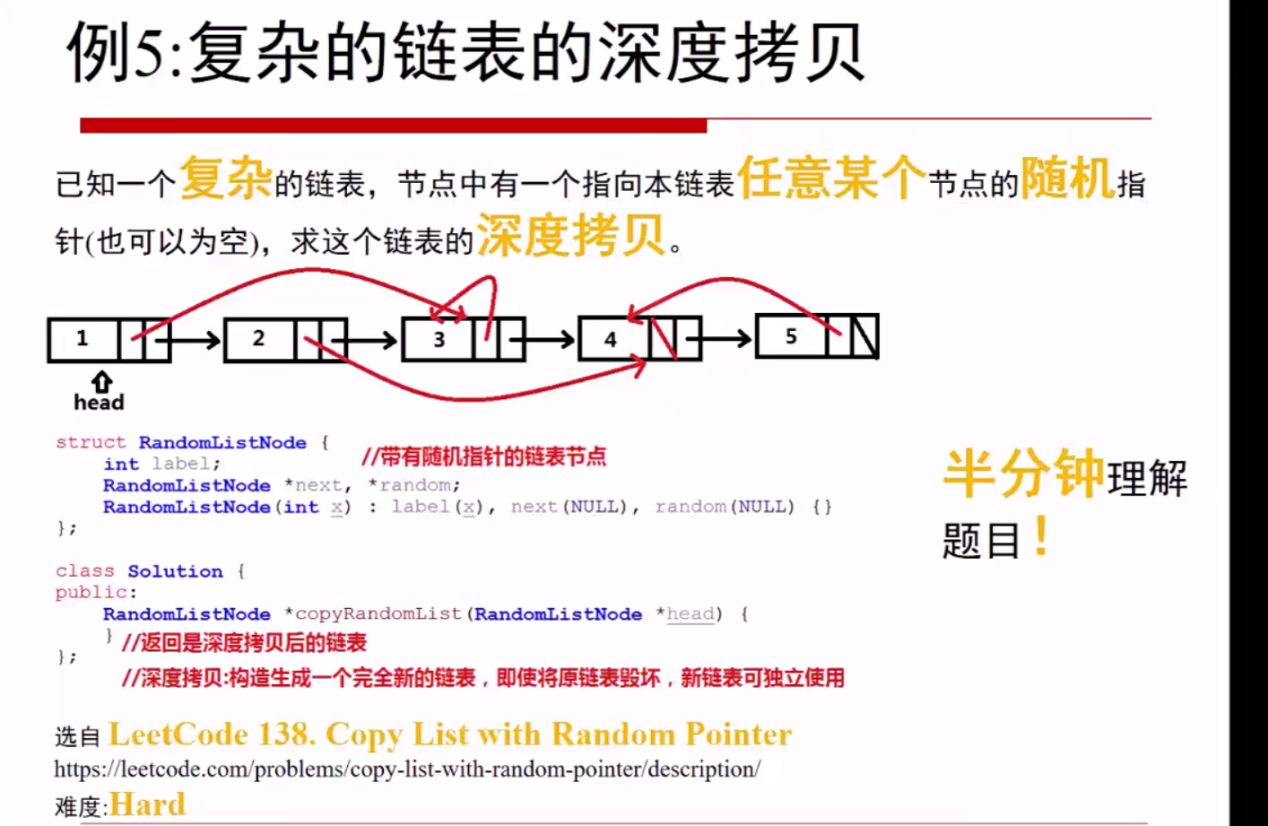 例5:复杂的链表的深度拷贝
已知一个复杂的链表，节点中有一个指向本链表任意某个节点的随机指
针(也可以为空)，求这个链表的深度拷贝。
1 2 3 4 5
head
struct RandomListNode {
int label; //带有随机指针的链表节点
RandomListNode *next, *random;
RandomListNode(int x) : label(x), next(NULL), random(NULL) {}
};
半分钟理解
题目！
class Solution {
public:
RandomListNode *copyRandomList(RandomListNode *head) {
} //返回是深度拷贝后的链表
};
//深度拷贝:构造生成一个完全新的链表，即使将原链表毁坏，新链表可独立使用
选自 LeetCode 138. Copy List with Random Pointer
https://leetcode.com/problems/copy-list-with-random-pointer/description/
难度:Hard